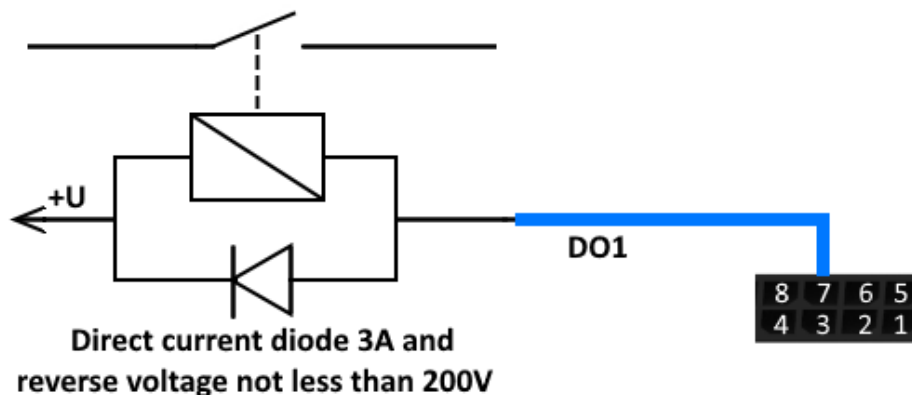 +U
DO1
8 7 6 5
4 3 2 1
Direct current diode 3A and
reverse voltage not less than 200V